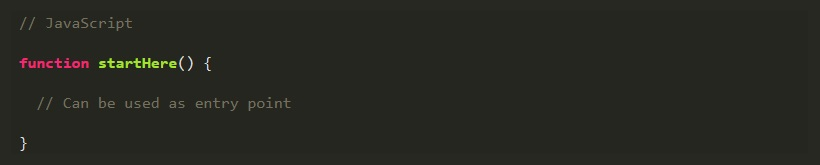 // JavaScript
function startHere() {
// Can be used as entry point
}